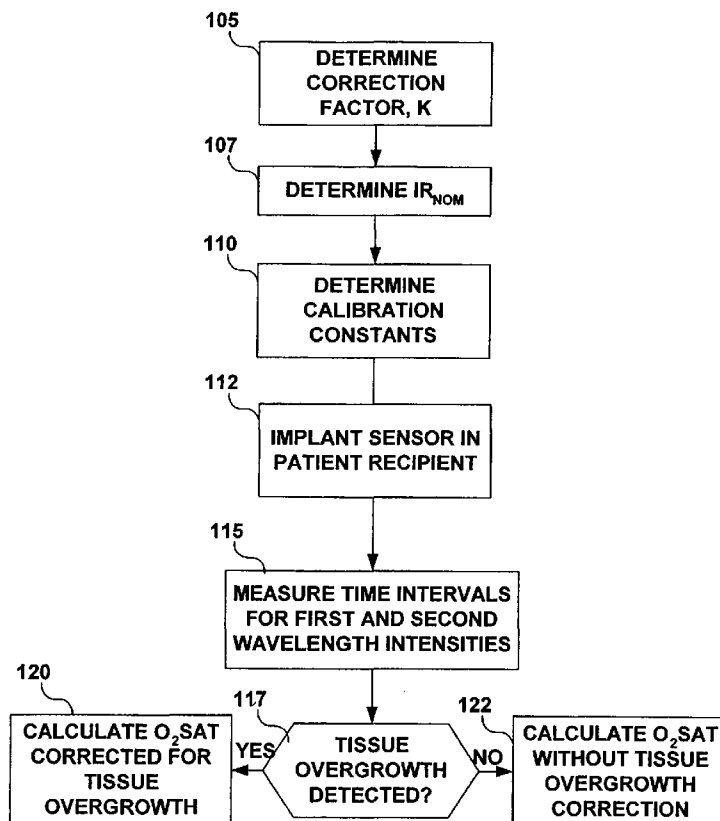 105
DETERMINE
CORRECTION
FACTOR, K
107
DETERMINE IR_NOM
110
DETERMINE
CALIBRATION
CONSTANTS
112
IMPLANT SENSOR IN
PATIENT RECIPIENT
115
MEASURE TIME INTERVALS
FOR FIRST AND SECOND
WAVELENGTH INTENSITIES
120
CALCULATE O₂SAT
CORRECTED FOR
TISSUE
OVERGROWTH
YES
117
TISSUE
OVERGROWTH
DETECTED?
NO
122
CALCULATE O₂SAT
WITHOUT TISSUE
OVERGROWTH
CORRECTION